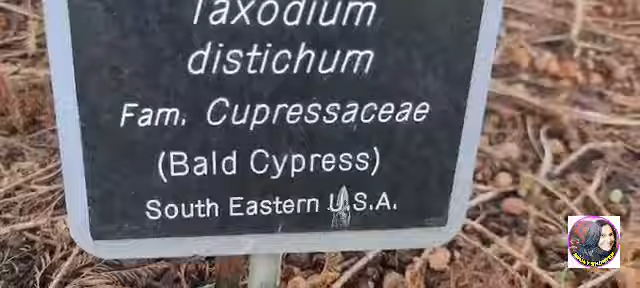 Taxodium
distichum
Fam. Cupressaceae
(Bald Cypress)
South Eastern U.S.A.